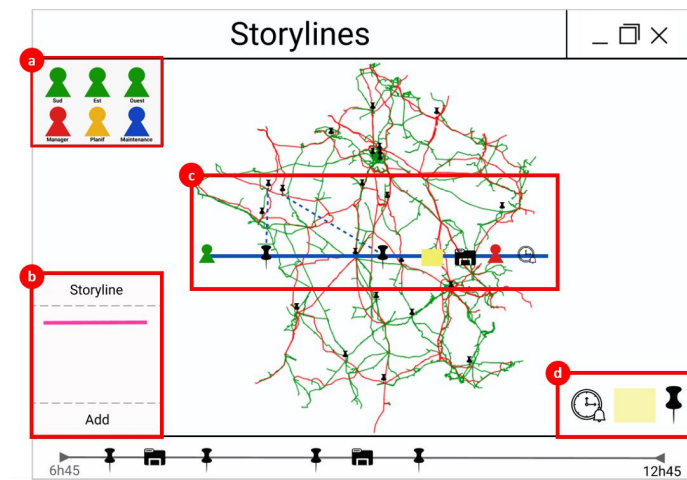 Storylines
a
Sud Est Ouest
Manager Planif Maintenance
c
b
Storyline
Add
d
6h45 12h45